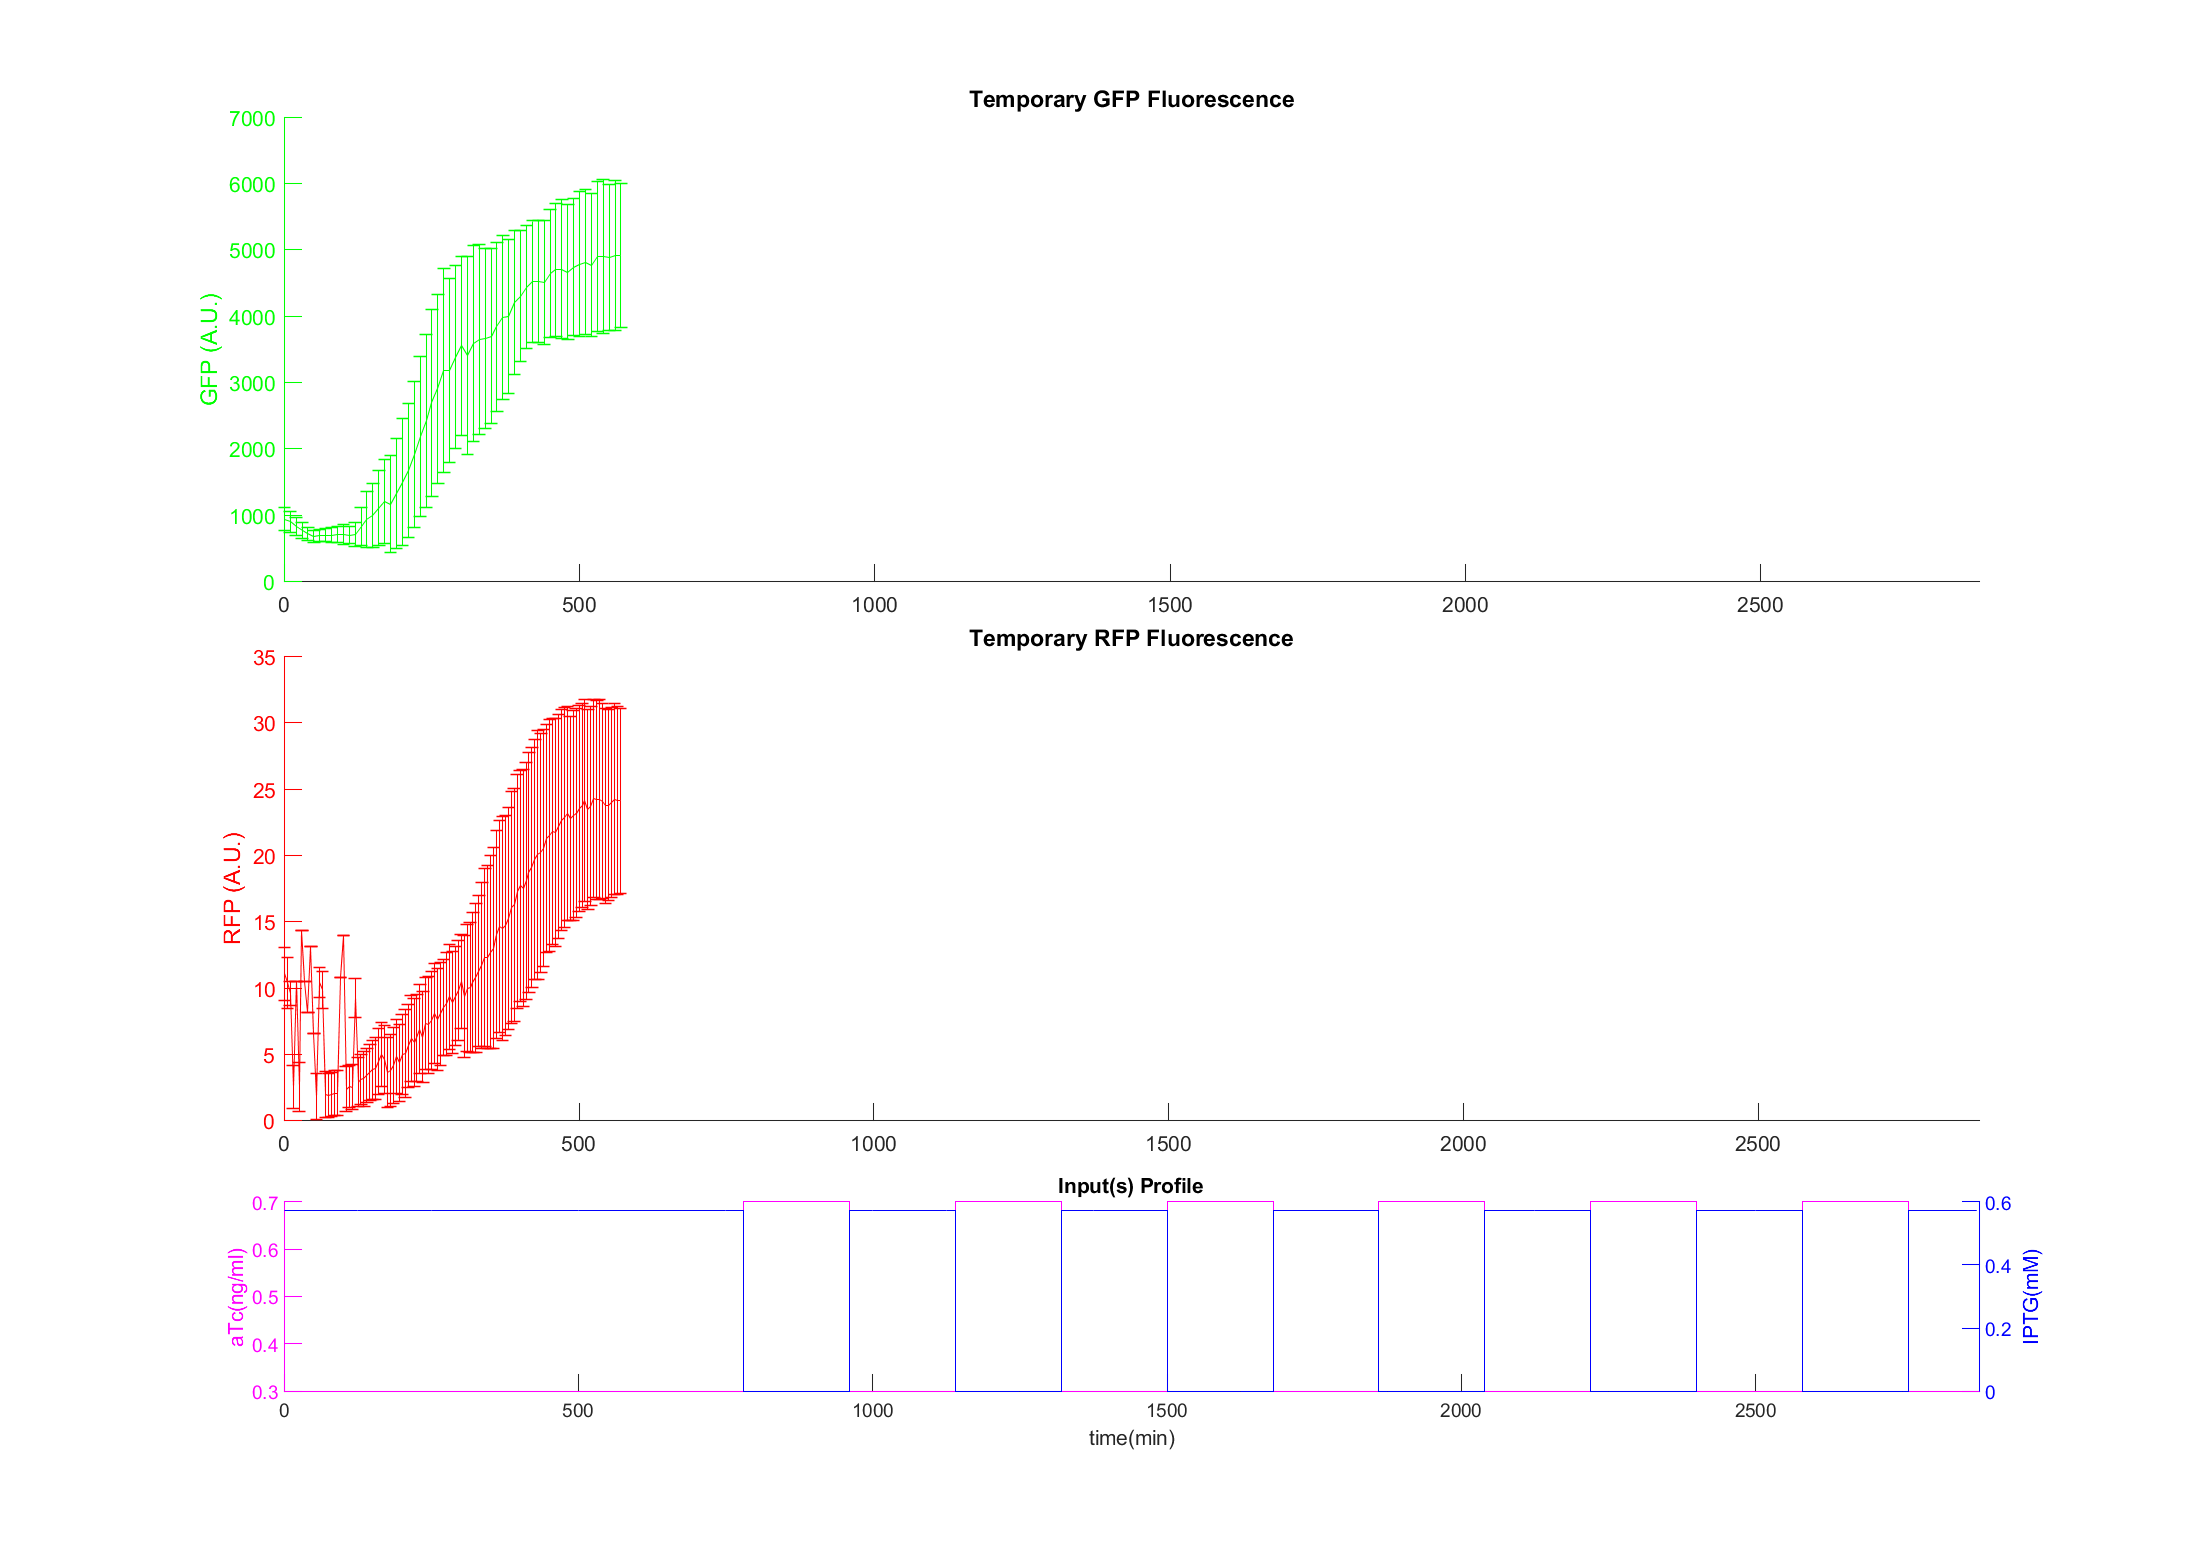 Temporary GFP Fluorescence
7000
6000
5000
4000
3000
2000
1000
0
GFP (A.U.)
0 500 1000 1500 2000 2500
Temporary RFP Fluorescence
35
30
25
20
15
10
5
0
RFP (A.U.)
0 500 1000 1500 2000 2500
Input(s) Profile
0.7
0.6
0.5
0.4
0.3
aTc(ng/ml)
0.6
0.4
0.2
0
IPTG(mM)
0 500 1000 1500 2000 2500
time(min)